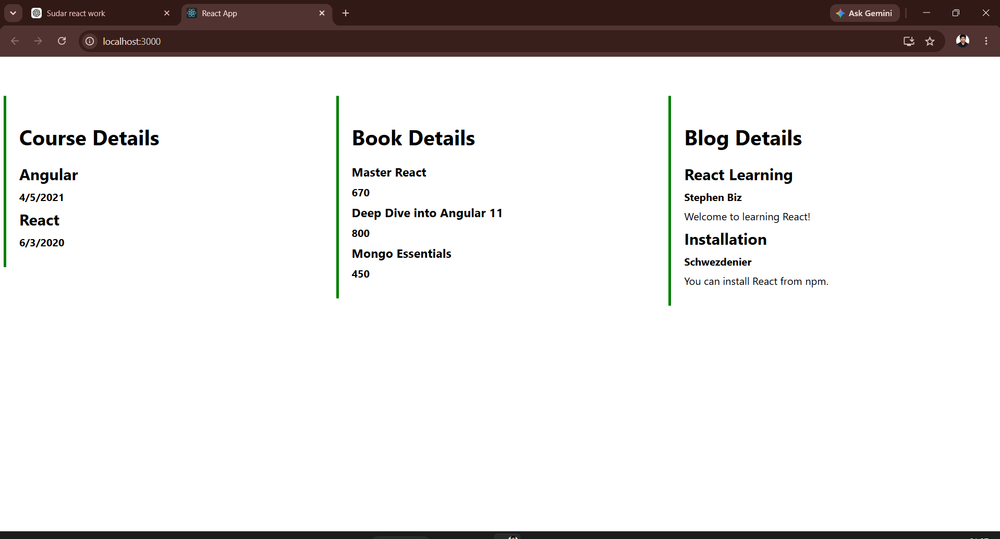 Sudar react work
React App
Ask Gemini
localhost:3000
Course Details
Angular
4/5/2021
React
6/3/2020
Book Details
Master React
670
Deep Dive into Angular 11
800
Mongo Essentials
450
Blog Details
React Learning
Stephen Biz
Welcome to learning React!
Installation
Schwezdenier
You can install React from npm.